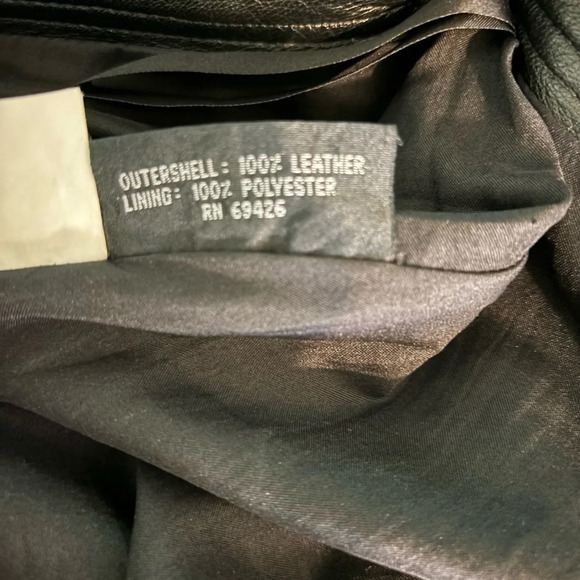 OUTERSHELL: 100% LEATHER
LINING: 100% POLYESTER
RN 69426